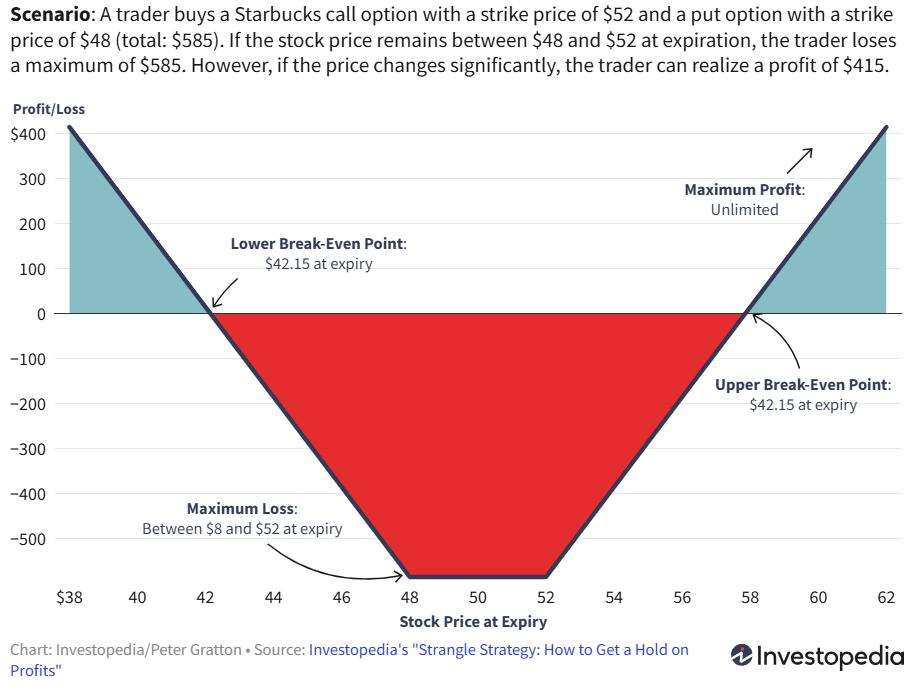 Scenario: A trader buys a Starbucks call option with a strike price of $52 and a put option with a strike
price of $48 (total: $585). If the stock price remains between $48 and $52 at expiration, the trader loses
a maximum of $585. However, if the price changes significantly, the trader can realize a profit of $415.
Profit/Loss
$400
300
200
100
0
−100
−200
−300
−400
−500
Maximum Profit:
Unlimited
Lower Break-Even Point:
$42.15 at expiry
Upper Break-Even Point:
$42.15 at expiry
Maximum Loss:
Between $8 and $52 at expiry
$38 40 42 44 46 48 50 52 54 56 58 60 62
Stock Price at Expiry
Chart: Investopedia/Peter Gratton • Source: Investopedia's "Strangle Strategy: How to Get a Hold on
Profits"
Investopedia